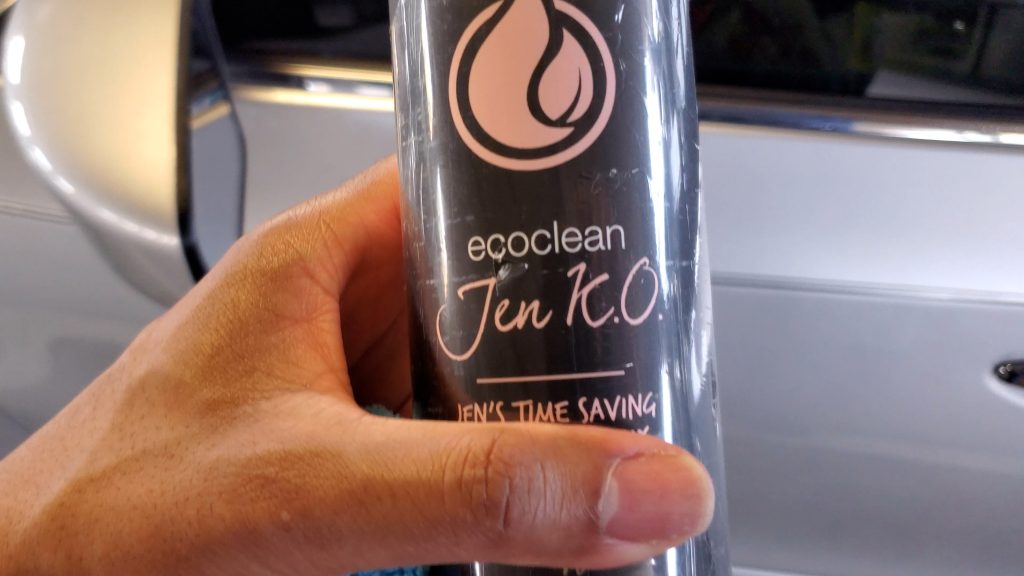 ecoclean
Jen K.O.
JEN'S TIME SAVING